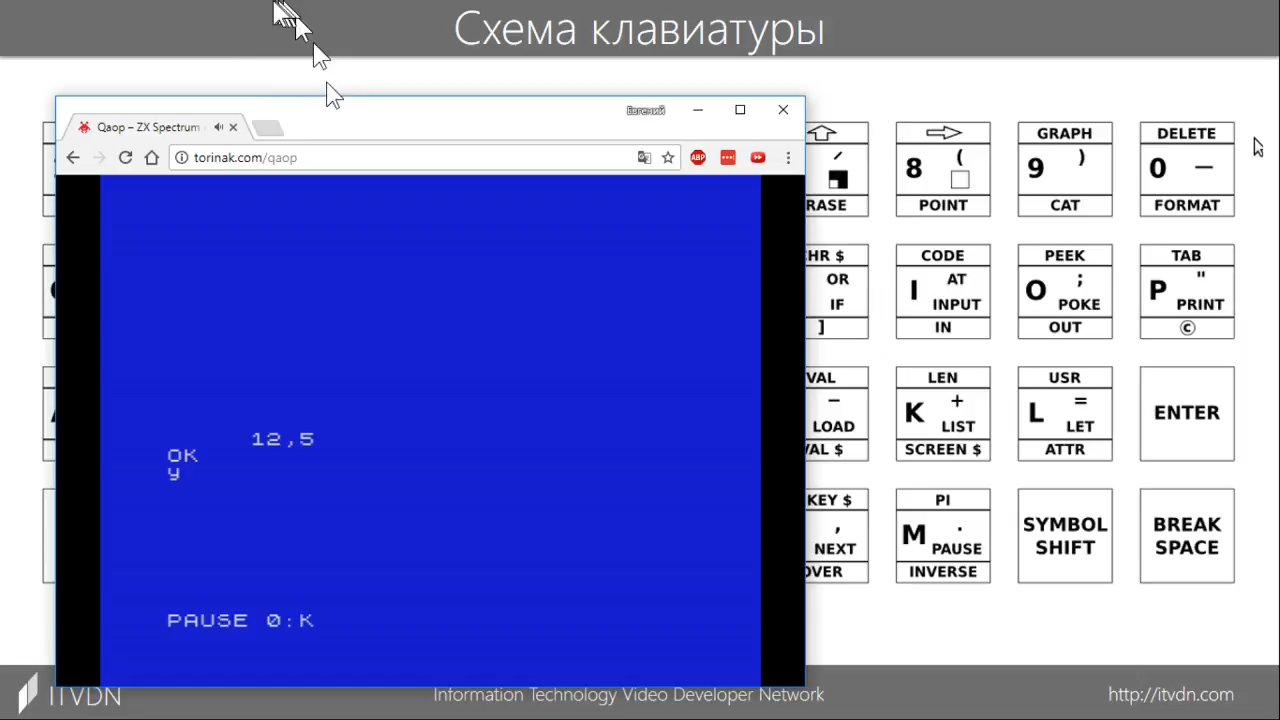 Схема клавиатуры
Евгений
Qaop – ZX Spectrum
torinak.com/qaop
ABP
12,5
OK
y
PAUSE 0:K
RASE
8 (
POINT
GRAPH
9 )
CAT
DELETE
0 —
FORMAT
HR $
OR
IF
]
CODE
I AT
INPUT
IN
PEEK
O ;
POKE
OUT
TAB
P "
PRINT
©
VAL
−
LOAD
VAL $
LEN
K +
LIST
SCREEN $
USR
L =
LET
ATTR
ENTER
KEY $
,
NEXT
OVER
PI
M .
PAUSE
INVERSE
SYMBOL
SHIFT
BREAK
SPACE
ITVDN
Information Technology Video Developer Network
http://itvdn.com